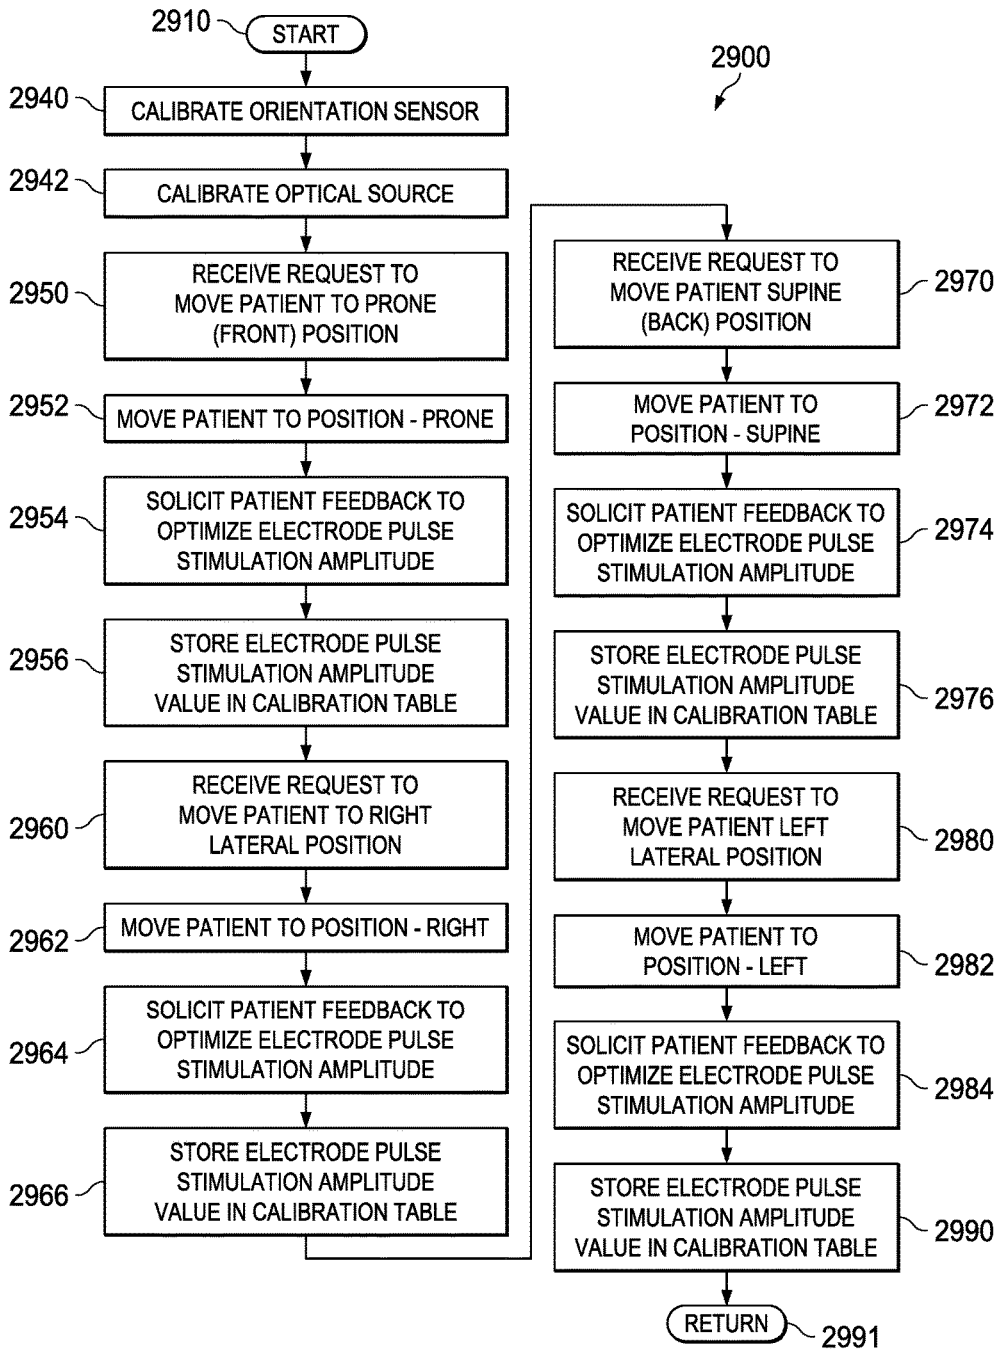 2910
START
2900
2940
CALIBRATE ORIENTATION SENSOR
2942
CALIBRATE OPTICAL SOURCE
2950
RECEIVE REQUEST TO
MOVE PATIENT TO PRONE
(FRONT) POSITION
2952
MOVE PATIENT TO POSITION - PRONE
2954
SOLICIT PATIENT FEEDBACK TO
OPTIMIZE ELECTRODE PULSE
STIMULATION AMPLITUDE
2956
STORE ELECTRODE PULSE
STIMULATION AMPLITUDE
VALUE IN CALIBRATION TABLE
2960
RECEIVE REQUEST TO
MOVE PATIENT TO RIGHT
LATERAL POSITION
2962
MOVE PATIENT TO POSITION - RIGHT
2964
SOLICIT PATIENT FEEDBACK TO
OPTIMIZE ELECTRODE PULSE
STIMULATION AMPLITUDE
2966
STORE ELECTRODE PULSE
STIMULATION AMPLITUDE
VALUE IN CALIBRATION TABLE
RECEIVE REQUEST TO
MOVE PATIENT SUPINE
(BACK) POSITION
2970
MOVE PATIENT TO
POSITION - SUPINE
2972
SOLICIT PATIENT FEEDBACK TO
OPTIMIZE ELECTRODE PULSE
STIMULATION AMPLITUDE
2974
STORE ELECTRODE PULSE
STIMULATION AMPLITUDE
VALUE IN CALIBRATION TABLE
2976
RECEIVE REQUEST TO
MOVE PATIENT LEFT
LATERAL POSITION
2980
MOVE PATIENT TO
POSITION - LEFT
2982
SOLICIT PATIENT FEEDBACK TO
OPTIMIZE ELECTRODE PULSE
STIMULATION AMPLITUDE
2984
STORE ELECTRODE PULSE
STIMULATION AMPLITUDE
VALUE IN CALIBRATION TABLE
2990
RETURN
2991